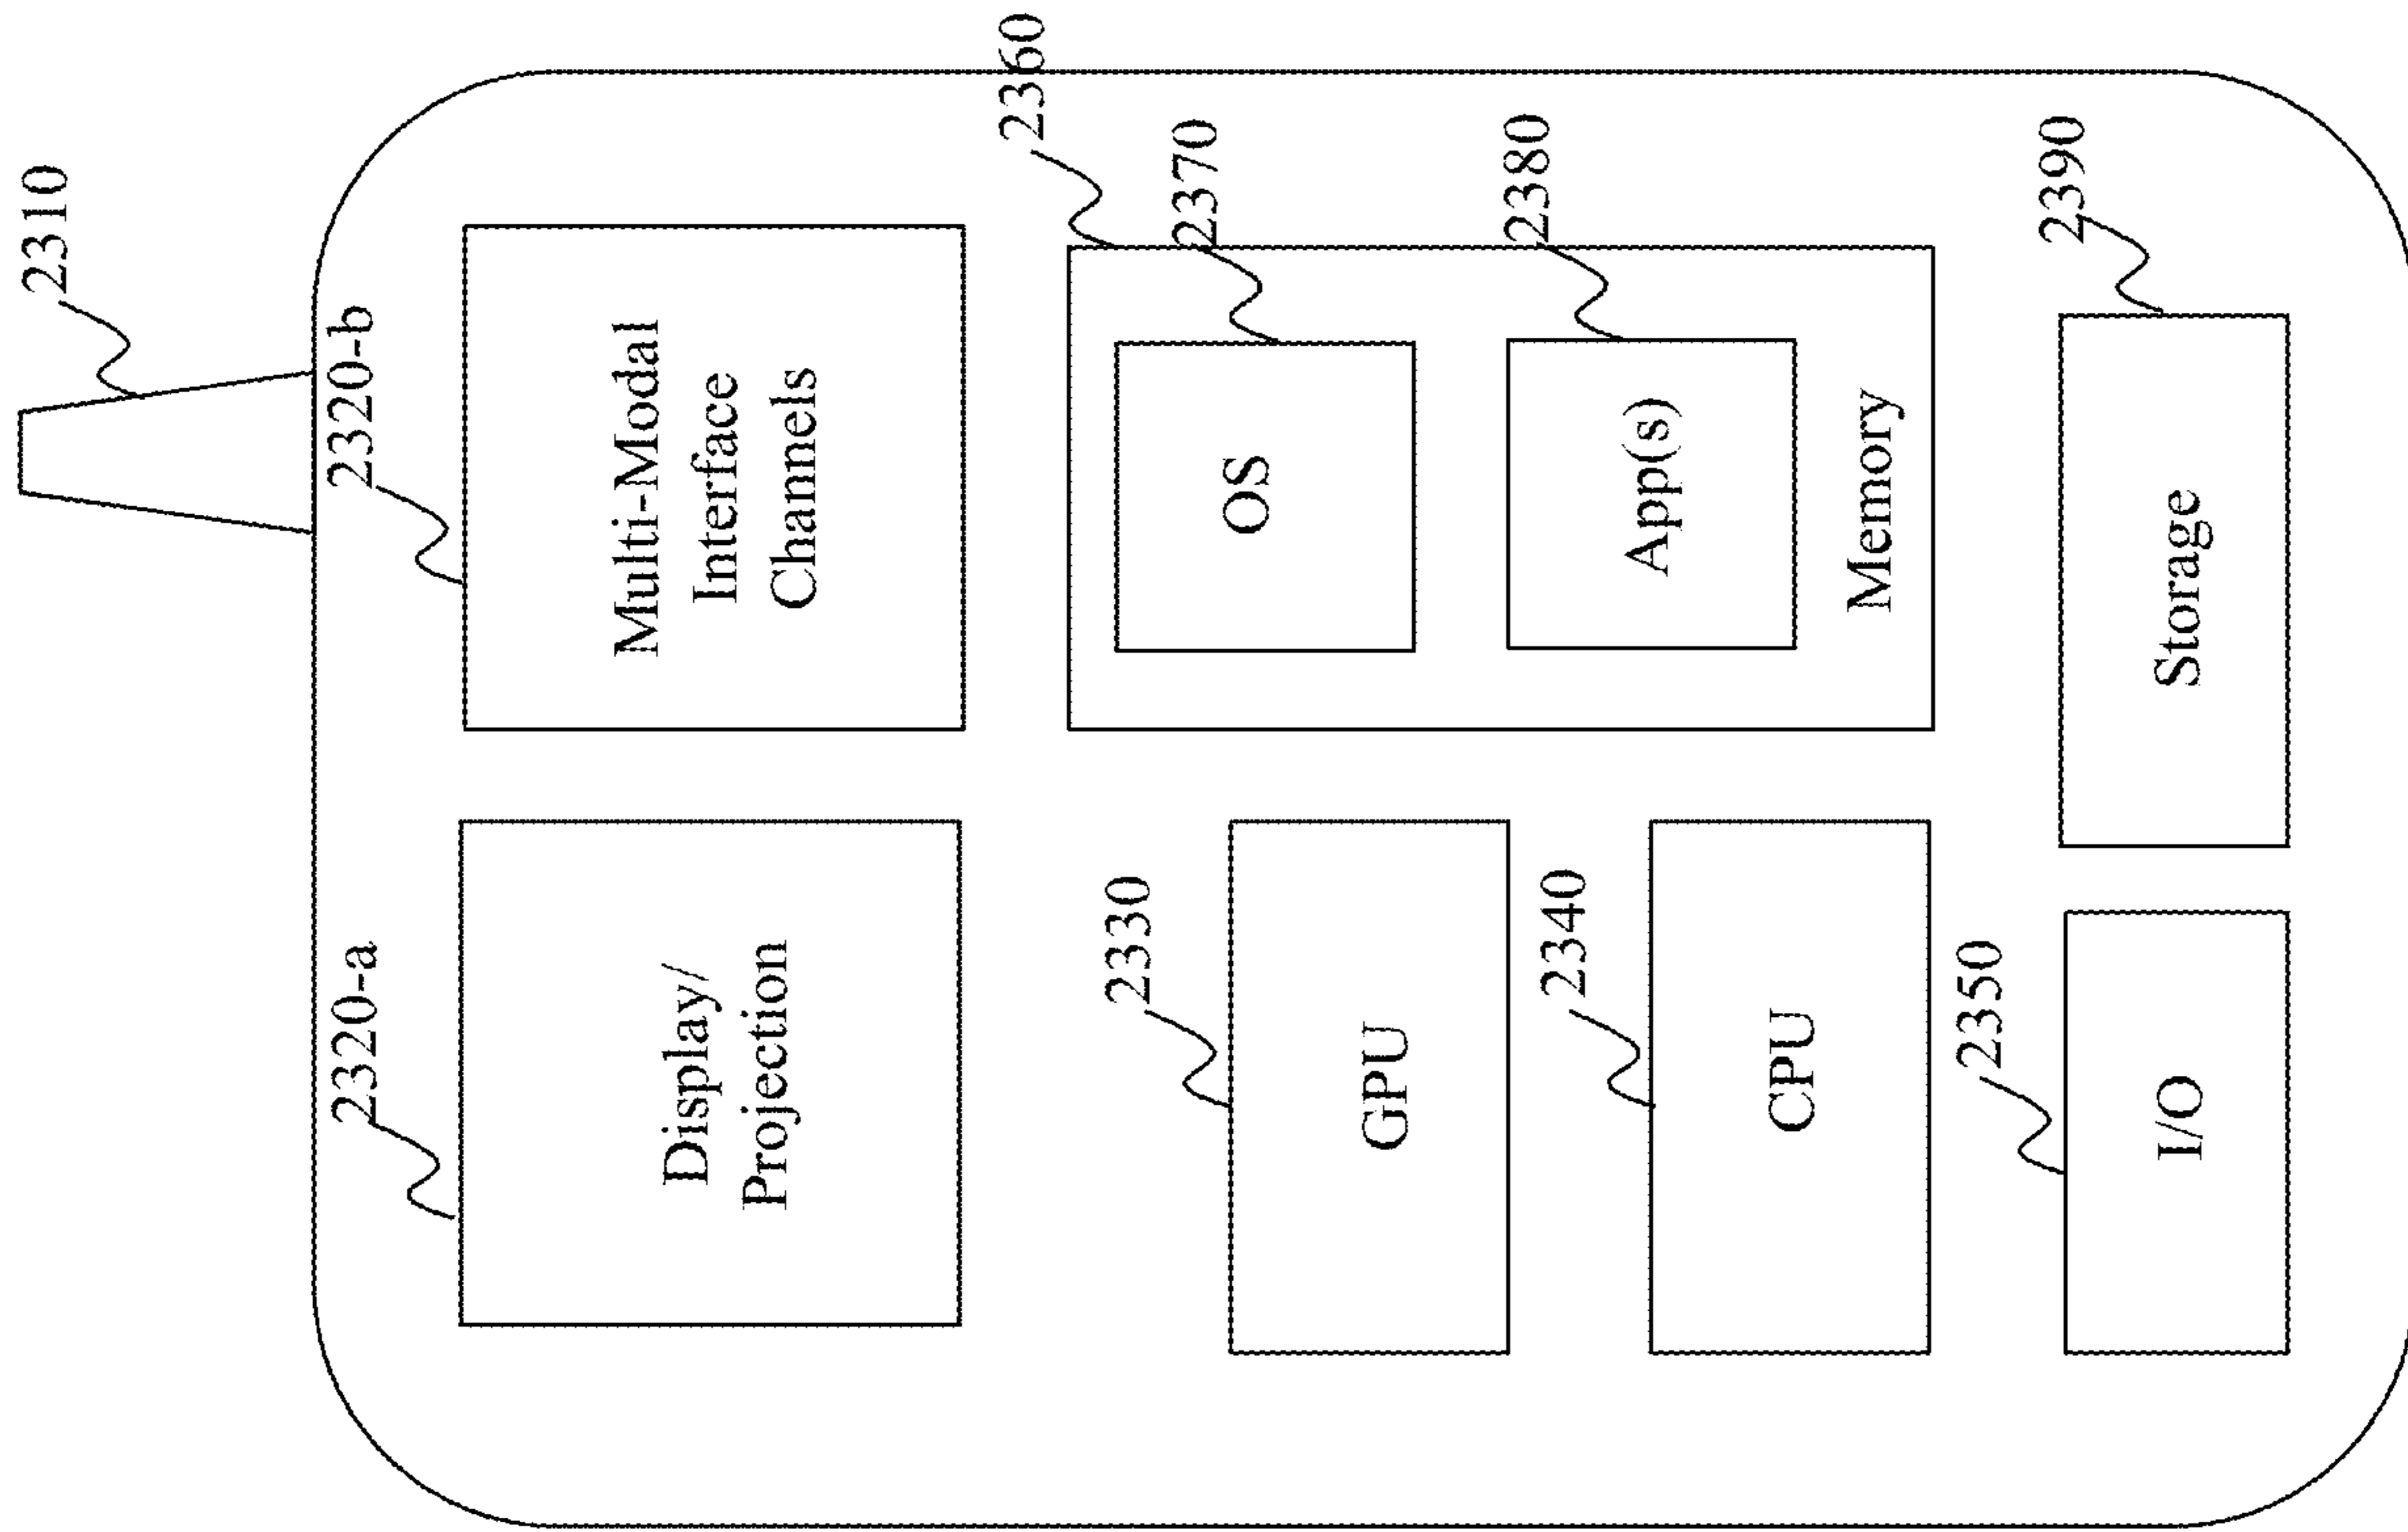 2310
2320-a
2320-b
Display/
Projection
Multi-Modal
Interface
Channels
2360
2330
GPU
2370
OS
2340
CPU
2380
App(s)
Memory
2350
I/O
2390
Storage